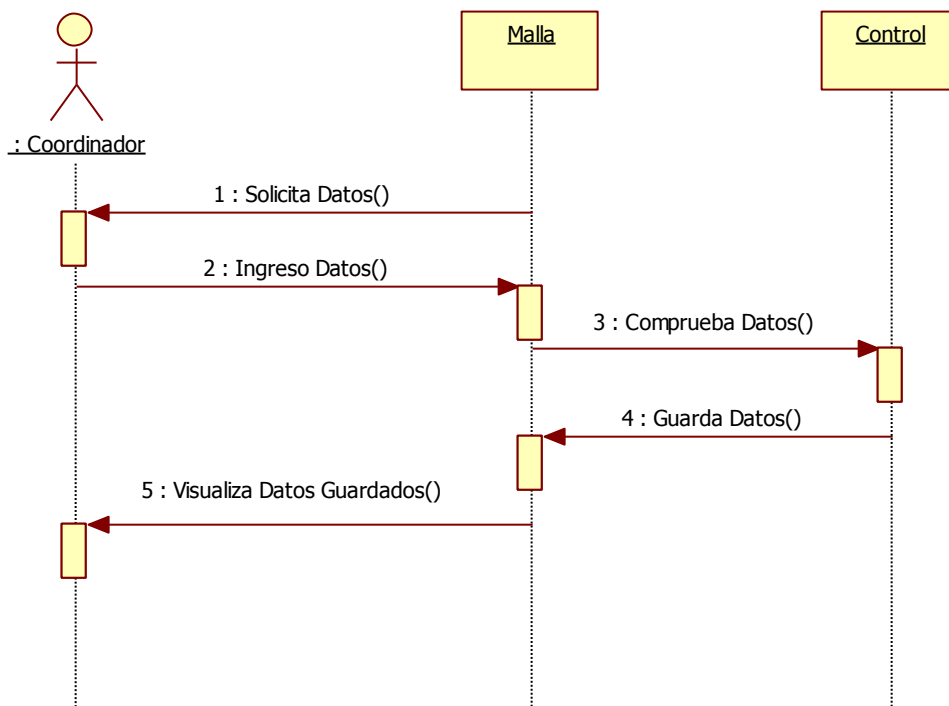 Malla
Control
: Coordinador
1 : Solicita Datos()
2 : Ingreso Datos()
3 : Comprueba Datos()
4 : Guarda Datos()
5 : Visualiza Datos Guardados()